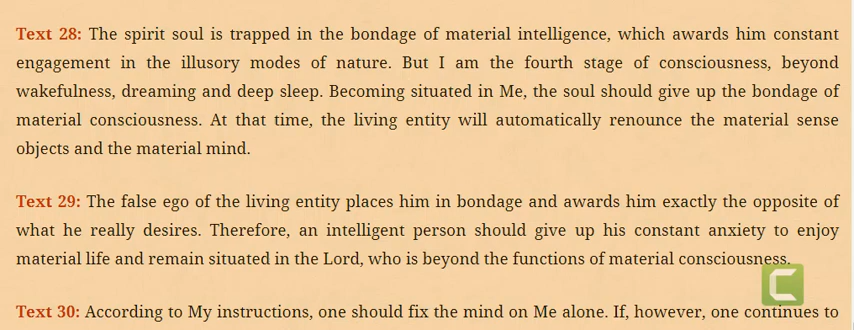 Text 28: The spirit soul is trapped in the bondage of material intelligence, which awards him constant
engagement in the illusory modes of nature. But I am the fourth stage of consciousness, beyond
wakefulness, dreaming and deep sleep. Becoming situated in Me, the soul should give up the bondage of
material consciousness. At that time, the living entity will automatically renounce the material sense
objects and the material mind.
Text 29: The false ego of the living entity places him in bondage and awards him exactly the opposite of
what he really desires. Therefore, an intelligent person should give up his constant anxiety to enjoy
material life and remain situated in the Lord, who is beyond the functions of material consciousness.
Text 30: According to My instructions, one should fix the mind on Me alone. If, however, one continues to